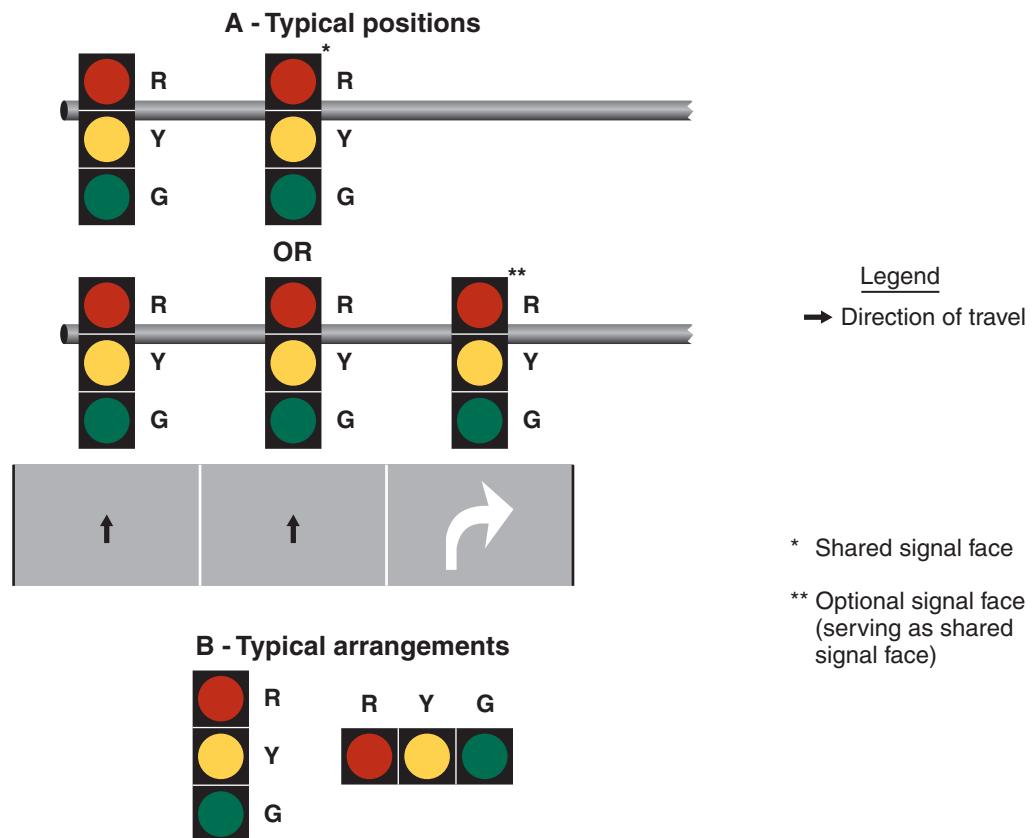 A - Typical positions
*
R R
Y Y
G G
OR
**
R R R
Y Y Y
G G G
Legend
Direction of travel
* Shared signal face
** Optional signal face
(serving as shared
signal face)
B - Typical arrangements
R
Y
G
R Y G